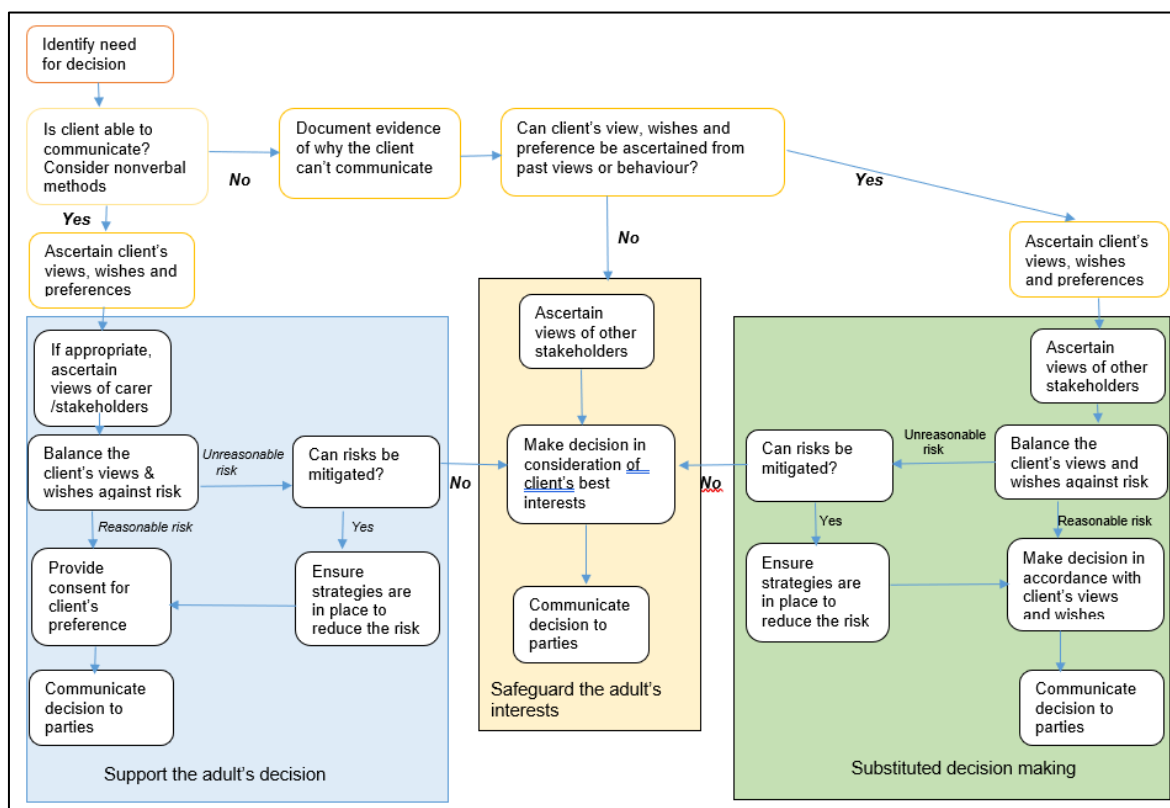 Identify need
for decision
Is client able to
communicate?
Consider nonverbal
methods
No
Document evidence
of why the client
can't communicate
Can client's view, wishes and
preference be ascertained from
past views or behaviour?
Yes
Yes
No
Ascertain client's
views, wishes and
preferences
Ascertain client's
views, wishes
and preferences
If appropriate,
ascertain
views of carer
/stakeholders
Balance the
client's views &
wishes against risk
Unreasonable
risk
Can risks be
mitigated?
No
Reasonable risk
Yes
Provide
consent for
client's
preference
Ensure
strategies are
in place to
reduce the risk
Communicate
decision to
parties
Support the adult's decision
Ascertain
views of other
stakeholders
Make decision in
consideration of
client's best
interests
Communicate
decision to
parties
Safeguard the adult's
interests
Ascertain
views of other
stakeholders
Balance the
client's views and
wishes against risk
Unreasonable
risk
Can risks be
mitigated?
No
Yes
Reasonable risk
Ensure
strategies are
in place to
reduce the risk
Make decision in
accordance with
client's views
and wishes
Communicate
decision to
parties
Substituted decision making